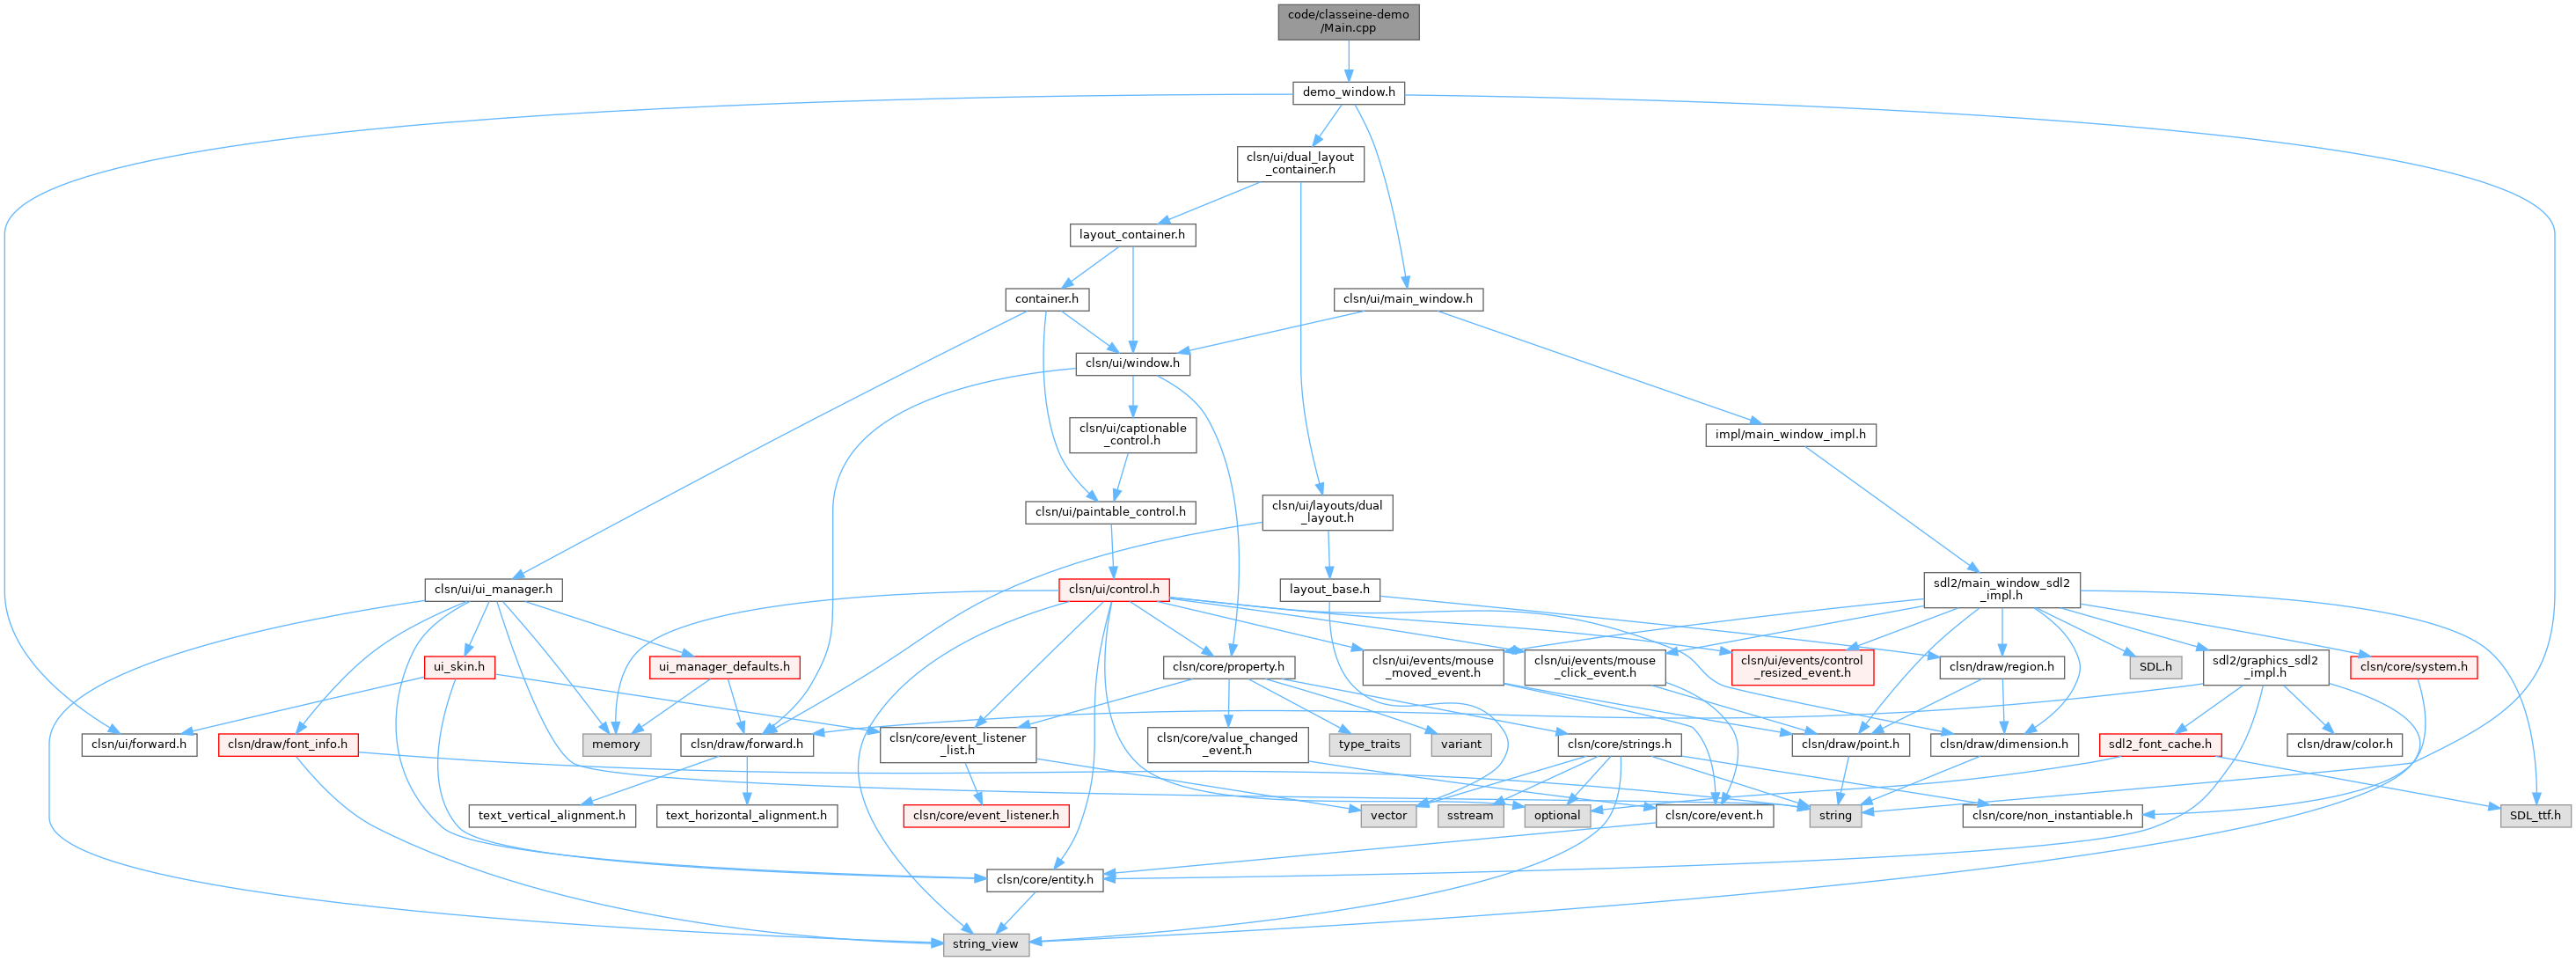 code/classeine-demo
/Main.cpp
demo_window.h
clsn/ui/dual_layout
_container.h
layout_container.h
container.h
clsn/ui/main_window.h
clsn/ui/window.h
clsn/ui/captionable
_control.h
impl/main_window_impl.h
clsn/ui/paintable_control.h
clsn/ui/layouts/dual
_layout.h
clsn/ui/ui_manager.h
clsn/ui/control.h
layout_base.h
sdl2/main_window_sdl2
_impl.h
ui_skin.h
ui_manager_defaults.h
clsn/core/property.h
clsn/ui/events/mouse
_moved_event.h
clsn/ui/events/mouse
_click_event.h
clsn/ui/events/control
_resized_event.h
clsn/draw/region.h
SDL.h
sdl2/graphics_sdl2
_impl.h
clsn/core/system.h
clsn/ui/forward.h
clsn/draw/font_info.h
memory
clsn/draw/forward.h
clsn/core/event_listener
_list.h
clsn/core/value_changed
_event.h
type_traits
variant
clsn/core/strings.h
clsn/draw/point.h
clsn/draw/dimension.h
sdl2_font_cache.h
clsn/draw/color.h
text_vertical_alignment.h
text_horizontal_alignment.h
clsn/core/event_listener.h
vector
sstream
optional
clsn/core/event.h
string
clsn/core/non_instantiable.h
SDL_ttf.h
clsn/core/entity.h
string_view